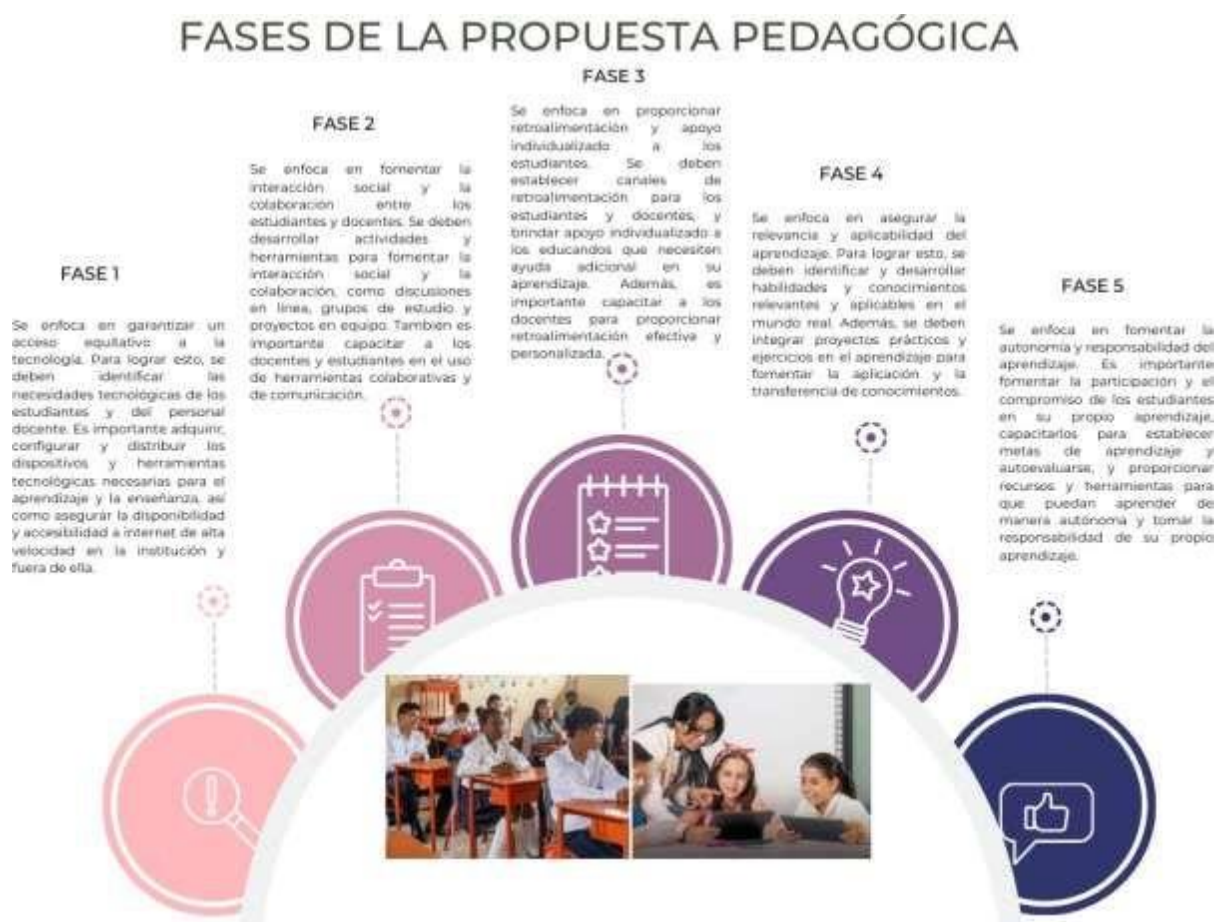 FASES DE LA PROPUESTA PEDAGÓGICA
FASE 1
Se enfoca en garantizar un
acceso equitativo a la
tecnología. Para lograr esto, se
deben identificar las
necesidades tecnológicas de los
estudiantes y del personal
docente. Es importante adquirir,
configurar y distribuir los
dispositivos y herramientas
tecnológicas necesarias para el
aprendizaje y la enseñanza, así
como asegurar la disponibilidad
y accesibilidad a internet de alta
velocidad en la institución y
fuera de ella.
FASE 2
Se enfoca en fomentar la
interacción social y la
colaboración entre los
estudiantes y docentes. Se deben
desarrollar actividades y
herramientas para fomentar la
interacción social y la
colaboración, como discusiones
en línea, grupos de estudio y
proyectos en equipo. También es
importante capacitar a los
docentes y estudiantes en el uso
de herramientas colaborativas y
de comunicación.
FASE 3
Se enfoca en proporcionar
retroalimentación y apoyo
individualizado a los
estudiantes. Se deben
establecer canales de
retroalimentación para los
estudiantes y docentes, y
brindar apoyo individualizado a
los educandos que necesiten
ayuda adicional en su
aprendizaje. Además, es
importante capacitar a los
docentes para proporcionar
retroalimentación efectiva y
personalizada.
FASE 4
Se enfoca en asegurar la
relevancia y aplicabilidad del
aprendizaje. Para lograr esto, se
deben identificar y desarrollar
habilidades y conocimientos
relevantes y aplicables en el
mundo real. Además, se deben
integrar proyectos prácticos y
ejercicios en el aprendizaje para
fomentar la aplicación y la
transferencia de conocimientos.
FASE 5
Se enfoca en fomentar la
autonomía y responsabilidad del
aprendizaje. Es importante
fomentar la participación y el
compromiso de los estudiantes
en su propio aprendizaje,
capacitarlos para establecer
metas de aprendizaje y
autoevaluarse, y proporcionar
recursos y herramientas para
que puedan aprender de
manera autónoma y tomar la
responsabilidad de su propio
aprendizaje.